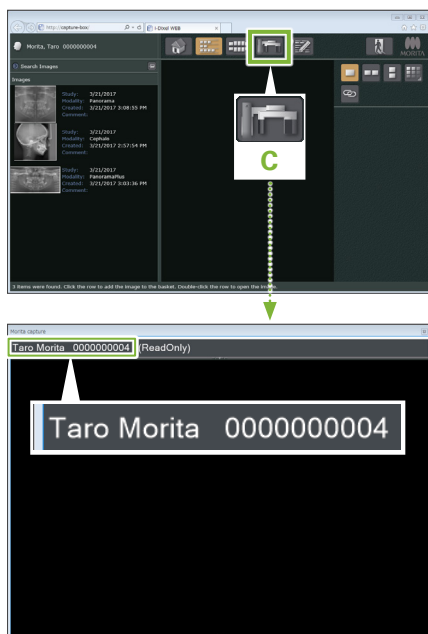 http://capture-box/
i-Dixel WEB
Morita, Taro 0000000004
MORITA
Search Images
Images
Study: 3/21/2017
Modality: Panorama
Created: 3/21/2017 3:08:55 PM
Comment:
Study: 3/21/2017
Modality: Cephalo
Created: 3/21/2017 2:57:54 PM
Comment:
Study: 3/21/2017
Modality: PanoramaPlus
Created: 3/21/2017 3:03:36 PM
Comment:
C
3 items were found. Click the row to add the image to the basket. Double-click the row to open the image.
Morita capture
Taro Morita 0000000004 (ReadOnly)
Taro Morita 0000000004